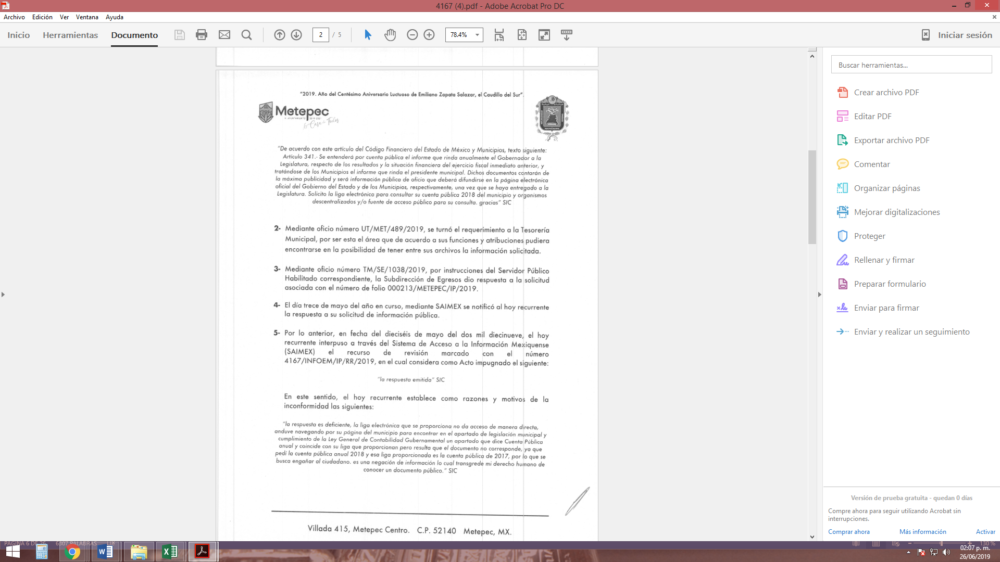 4167 (4).pdf - Adobe Acrobat Pro DC
Archivo Edición Ver Ventana Ayuda
Inicio Herramientas Documento 2 / 5 78.4% Iniciar sesión
"2019. Año del Centésimo Aniversario Luctuoso de Emiliano Zapata Salazar, el Caudillo del Sur".
Metepec
H. AYUNTAMIENTO 2019-2021
La Casa de Todos
"De acuerdo con este artículo del Código Financiero del Estado de México y Municipios, texto siguiente:
Artículo 341.- Se entenderá por cuenta pública el informe que rinda anualmente el Gobernador a la
Legislatura, respecto de los resultados y la situación financiera del ejercicio fiscal inmediato anterior, y
tratándose de los Municipios el informe que rinda el presidente municipal. Dichos documentos contarán de
la máxima publicidad y será información pública de oficio que deberá difundirse en la página electrónica
oficial del Gobierno del Estado y de los Municipios, respectivamente, una vez que se haya entregado a la
Legislatura. Solicito la liga electrónica para consultar su cuenta pública 2018 del municipio y organismos
descentralizados y/o fuente de acceso público para su consulta. gracias" SIC
2- Mediante oficio número UT/MET/489/2019, se turnó el requerimiento a la Tesorería
Municipal, por ser esta el área que de acuerdo a sus funciones y atribuciones pudiera
encontrarse en la posibilidad de tener entre sus archivos la información solicitada.
3- Mediante oficio número TM/SE/1038/2019, por instrucciones del Servidor Público
Habilitado correspondiente, la Subdirección de Egresos dio respuesta a la solicitud
asociada con el número de folio 000213/METEPEC/IP/2019.
4- El día trece de mayo del año en curso, mediante SAIMEX se notificó al hoy recurrente
la respuesta a su solicitud de información pública.
5- Por lo anterior, en fecha del dieciséis de mayo del dos mil diecinueve, el hoy
recurrente interpuso a través del Sistema de Acceso a la Información Mexiquense
(SAIMEX) el recurso de revisión marcado con el número
4167/INFOEM/IP/RR/2019, en el cual considera como Acto impugnado el siguiente:
"la respuesta emitida" SIC
En este sentido, el hoy recurrente establece como razones y motivos de la
inconformidad las siguientes:
"la respuesta es deficiente, la liga electrónica que se proporciona no da acceso de manera directa,
anduve navegando por su página del municipio para encontrar en el apartado de legislación municipal y
cumplimiento de la Ley General de Contabilidad Gubernamental un apartado que dice Cuenta Pública
anual y coincide con su liga que proporcionan pero resulta que el documento no corresponde, ya que
pedí la cuenta pública anual 2018 y esa liga proporcionada es la cuenta pública de 2017, por lo que se
busca engañar al ciudadano. es una negación de información lo cual transgrede mi derecho humano de
conocer un documento público." SIC
Villada 415, Metepec Centro. C.P. 52140 Metepec, MX.
Buscar herramientas...
Crear archivo PDF
Editar PDF
Exportar archivo PDF
Comentar
Organizar páginas
Mejorar digitalizaciones
Proteger
Rellenar y firmar
Preparar formulario
Enviar para firmar
Enviar y realizar un seguimiento
Versión de prueba gratuita - quedan 0 días
Compre ahora para seguir utilizando Acrobat sin
interrupciones.
Comprar ahora Más información Activar
PÁGINA 6 DE 26 6307 PALABRAS
130 %
02:07 p. m.
26/06/2019